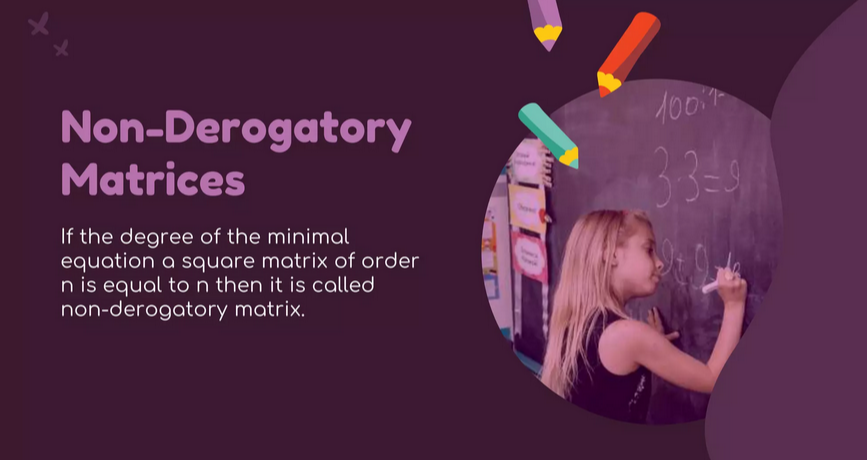 Non-Derogatory
Matrices
If the degree of the minimal
equation a square matrix of order
n is equal to n then it is called
non-derogatory matrix.
3·3=9